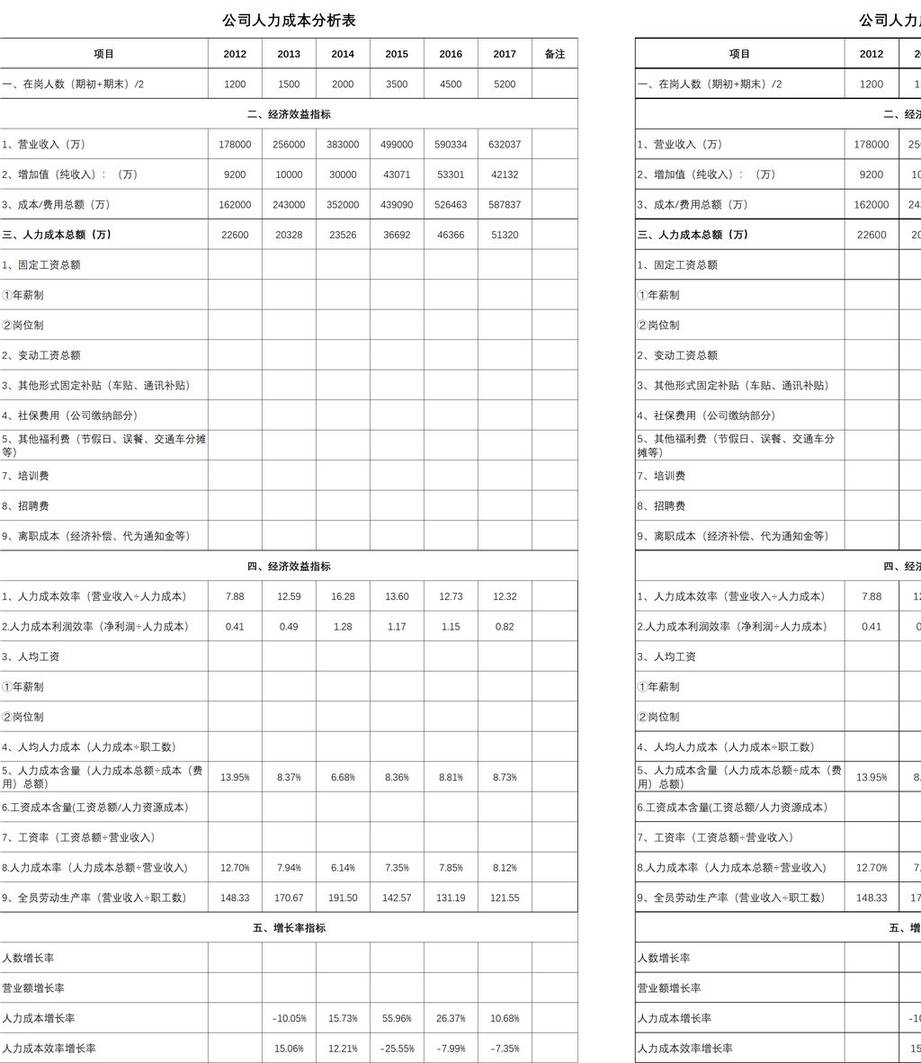 公司人力成本分析表
项目 2012 2013 2014 2015 2016 2017 备注
一、在岗人数（期初+期末）/2 1200 1500 2000 3500 4500 5200
二、经济效益指标
1、营业收入（万） 178000 256000 383000 499000 590334 632037
2、增加值（纯收入）：（万） 9200 10000 30000 43071 53301 42132
3、成本/费用总额（万） 162000 243000 352000 439090 526463 587837
三、人力成本总额（万） 22600 20328 23526 36692 46366 51320
1、固定工资总额
①年薪制
②岗位制
2、变动工资总额
3、其他形式固定补贴（车贴、通讯补贴）
4、社保费用（公司缴纳部分）
5、其他福利费（节假日、误餐、交通车分摊
等）
7、培训费
8、招聘费
9、离职成本（经济补偿、代为通知金等）
四、经济效益指标
1、人力成本效率（营业收入÷人力成本） 7.88 12.59 16.28 13.60 12.73 12.32
2.人力成本利润效率（净利润÷人力成本） 0.41 0.49 1.28 1.17 1.15 0.82
3、人均工资
①年薪制
②岗位制
4、人均人力成本（人力成本÷职工数）
5、人力成本含量（人力成本总额÷成本（费
用）总额） 13.95% 8.37% 6.68% 8.36% 8.81% 8.73%
6.工资成本含量(工资总额/人力资源成本）
7、工资率（工资总额÷营业收入）
8.人力成本率（人力成本总额÷营业收入) 12.70% 7.94% 6.14% 7.35% 7.85% 8.12%
9、全员劳动生产率（营业收入÷职工数） 148.33 170.67 191.50 142.57 131.19 121.55
五、增长率指标
人数增长率
营业额增长率
人力成本增长率 -10.05% 15.73% 55.96% 26.37% 10.68%
人力成本效率增长率 15.06% 12.21% -25.55% -7.99% -7.35%
公司人力
项目 2012
一、在岗人数（期初+期末）/2 1200
二、经
1、营业收入（万） 178000
2、增加值（纯收入）：（万） 9200
3、成本/费用总额（万） 162000
三、人力成本总额（万） 22600
1、固定工资总额
①年薪制
②岗位制
2、变动工资总额
3、其他形式固定补贴（车贴、通讯补贴）
4、社保费用（公司缴纳部分）
5、其他福利费（节假日、误餐、交通车分
摊等）
7、培训费
8、招聘费
9、离职成本（经济补偿、代为通知金等）
四、经
1、人力成本效率（营业收入÷人力成本） 7.88
2.人力成本利润效率（净利润÷人力成本） 0.41
3、人均工资
①年薪制
②岗位制
4、人均人力成本（人力成本÷职工数）
5、人力成本含量（人力成本总额÷成本（费
用）总额） 13.95%
6.工资成本含量(工资总额/人力资源成本）
7、工资率（工资总额÷营业收入）
8.人力成本率（人力成本总额÷营业收入) 12.70%
9、全员劳动生产率（营业收入÷职工数） 148.33
五、增
人数增长率
营业额增长率
人力成本增长率
人力成本效率增长率